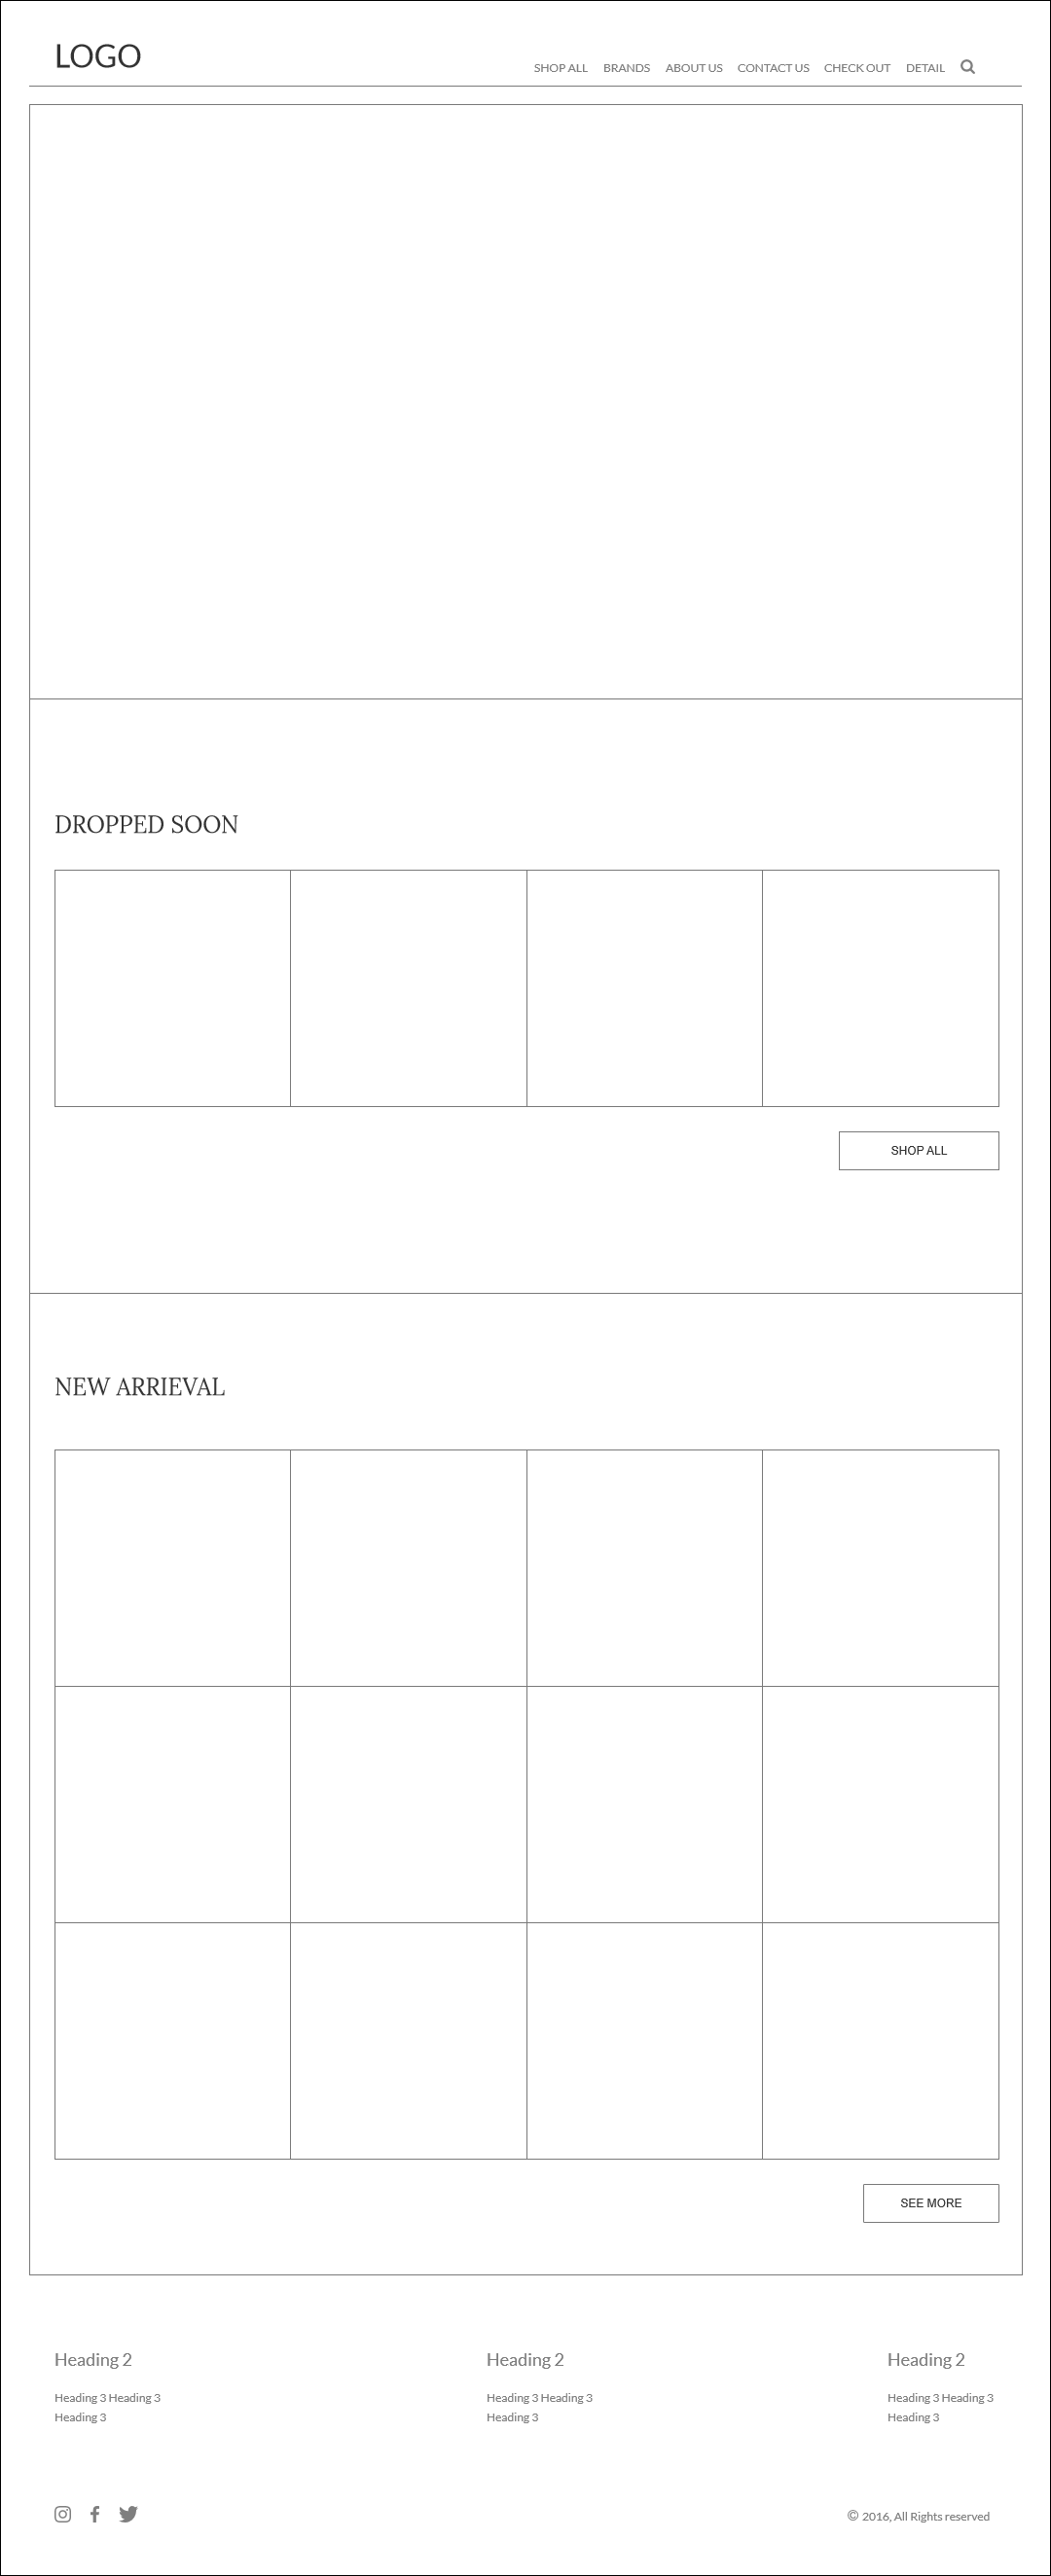 LOGO
SHOP ALL BRANDS ABOUT US CONTACT US CHECK OUT DETAIL
DROPPED SOON
SHOP ALL
NEW ARRIEVAL
SEE MORE
Heading 2
Heading 3 Heading 3
Heading 3
Heading 2
Heading 3 Heading 3
Heading 3
Heading 2
Heading 3 Heading 3
Heading 3
© 2016, All Rights reserved